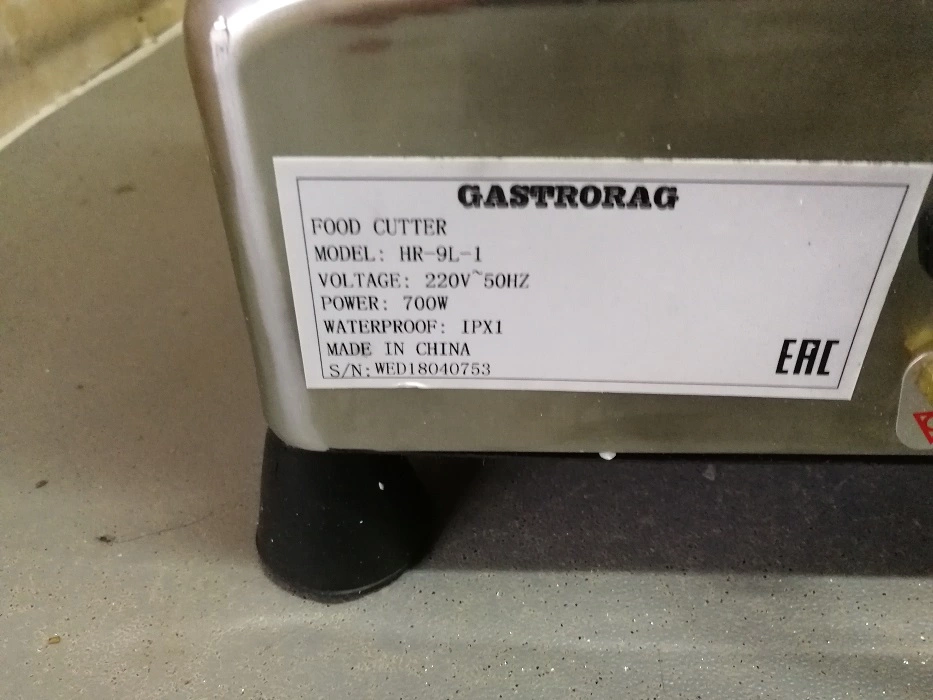 GASTRORAG
FOOD CUTTER
MODEL: HR-9L-1
VOLTAGE: 220V~50HZ
POWER: 700W
WATERPROOF: IPX1
MADE IN CHINA
S/N: WED18040753
EAC